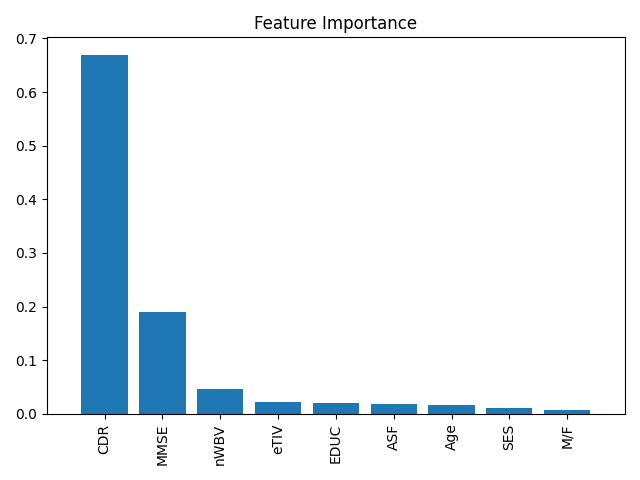 Feature Importance
0.7
0.6
0.5
0.4
0.3
0.2
0.1
0.0
CDR
MMSE
nWBV
eTIV
EDUC
ASF
Age
SES
M/F